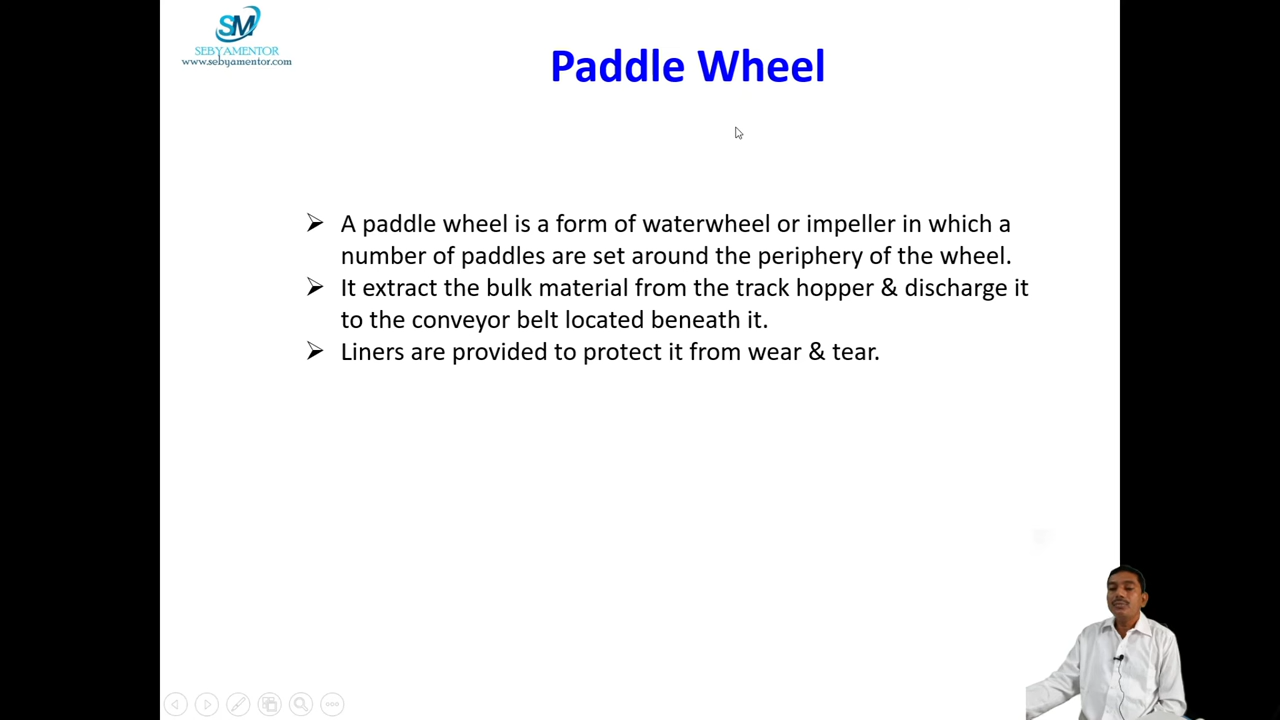 SM
SEBYAMENTOR
www.sebyamentor.com
Paddle Wheel
➢ A paddle wheel is a form of waterwheel or impeller in which a
number of paddles are set around the periphery of the wheel.
➢ It extract the bulk material from the track hopper & discharge it
to the conveyor belt located beneath it.
➢ Liners are provided to protect it from wear & tear.